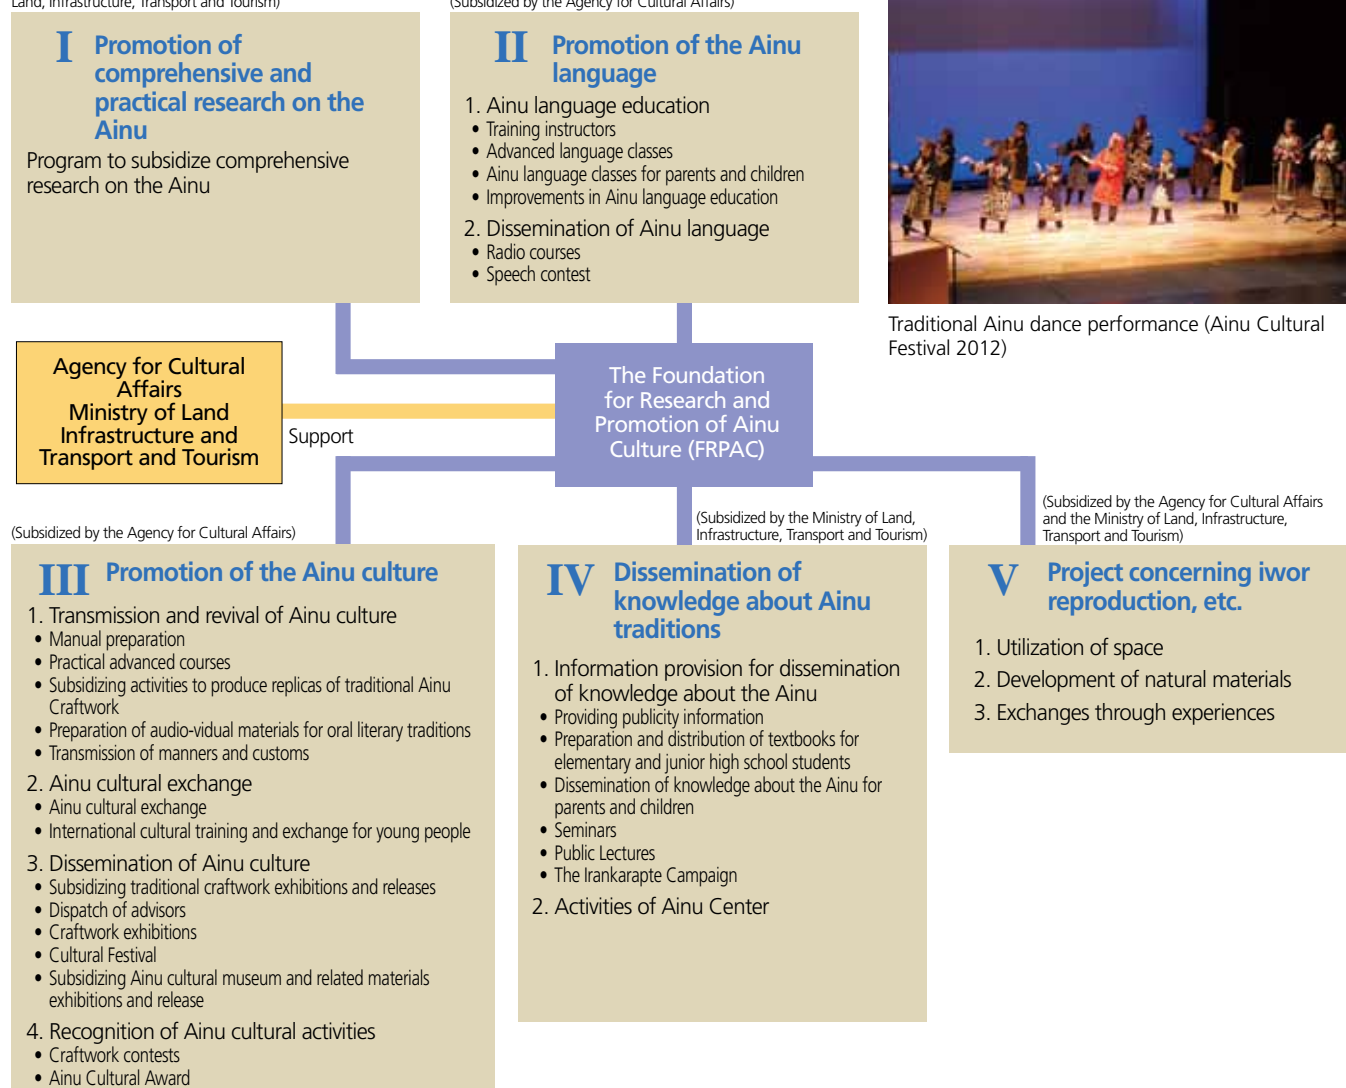 Land, Infrastructure, Transport and Tourism)
I Promotion of
comprehensive and
practical research on the
Ainu
Program to subsidize comprehensive
research on the Ainu
(Subsidized by the Agency for Cultural Affairs)
II Promotion of the Ainu
language
1. Ainu language education
• Training instructors
• Advanced language classes
• Ainu language classes for parents and children
• Improvements in Ainu language education
2. Dissemination of Ainu language
• Radio courses
• Speech contest
Traditional Ainu dance performance (Ainu Cultural
Festival 2012)
Agency for Cultural
Affairs
Ministry of Land
Infrastructure and
Transport and Tourism
Support
The Foundation
for Research and
Promotion of Ainu
Culture (FRPAC)
(Subsidized by the Agency for Cultural Affairs)
III Promotion of the Ainu culture
1. Transmission and revival of Ainu culture
• Manual preparation
• Practical advanced courses
• Subsidizing activities to produce replicas of traditional Ainu
Craftwork
• Preparation of audio-vidual materials for oral literary traditions
• Transmission of manners and customs
2. Ainu cultural exchange
• Ainu cultural exchange
• International cultural training and exchange for young people
3. Dissemination of Ainu culture
• Subsidizing traditional craftwork exhibitions and releases
• Dispatch of advisors
• Craftwork exhibitions
• Cultural Festival
• Subsidizing Ainu cultural museum and related materials
exhibitions and release
4. Recognition of Ainu cultural activities
• Craftwork contests
• Ainu Cultural Award
(Subsidized by the Ministry of Land,
Infrastructure, Transport and Tourism)
IV Dissemination of
knowledge about Ainu
traditions
1. Information provision for dissemination
of knowledge about the Ainu
• Providing publicity information
• Preparation and distribution of textbooks for
elementary and junior high school students
• Dissemination of knowledge about the Ainu for
parents and children
• Seminars
• Public Lectures
• The Irankarapte Campaign
2. Activities of Ainu Center
(Subsidized by the Agency for Cultural Affairs
and the Ministry of Land, Infrastructure,
Transport and Tourism)
V Project concerning iwor
reproduction, etc.
1. Utilization of space
2. Development of natural materials
3. Exchanges through experiences